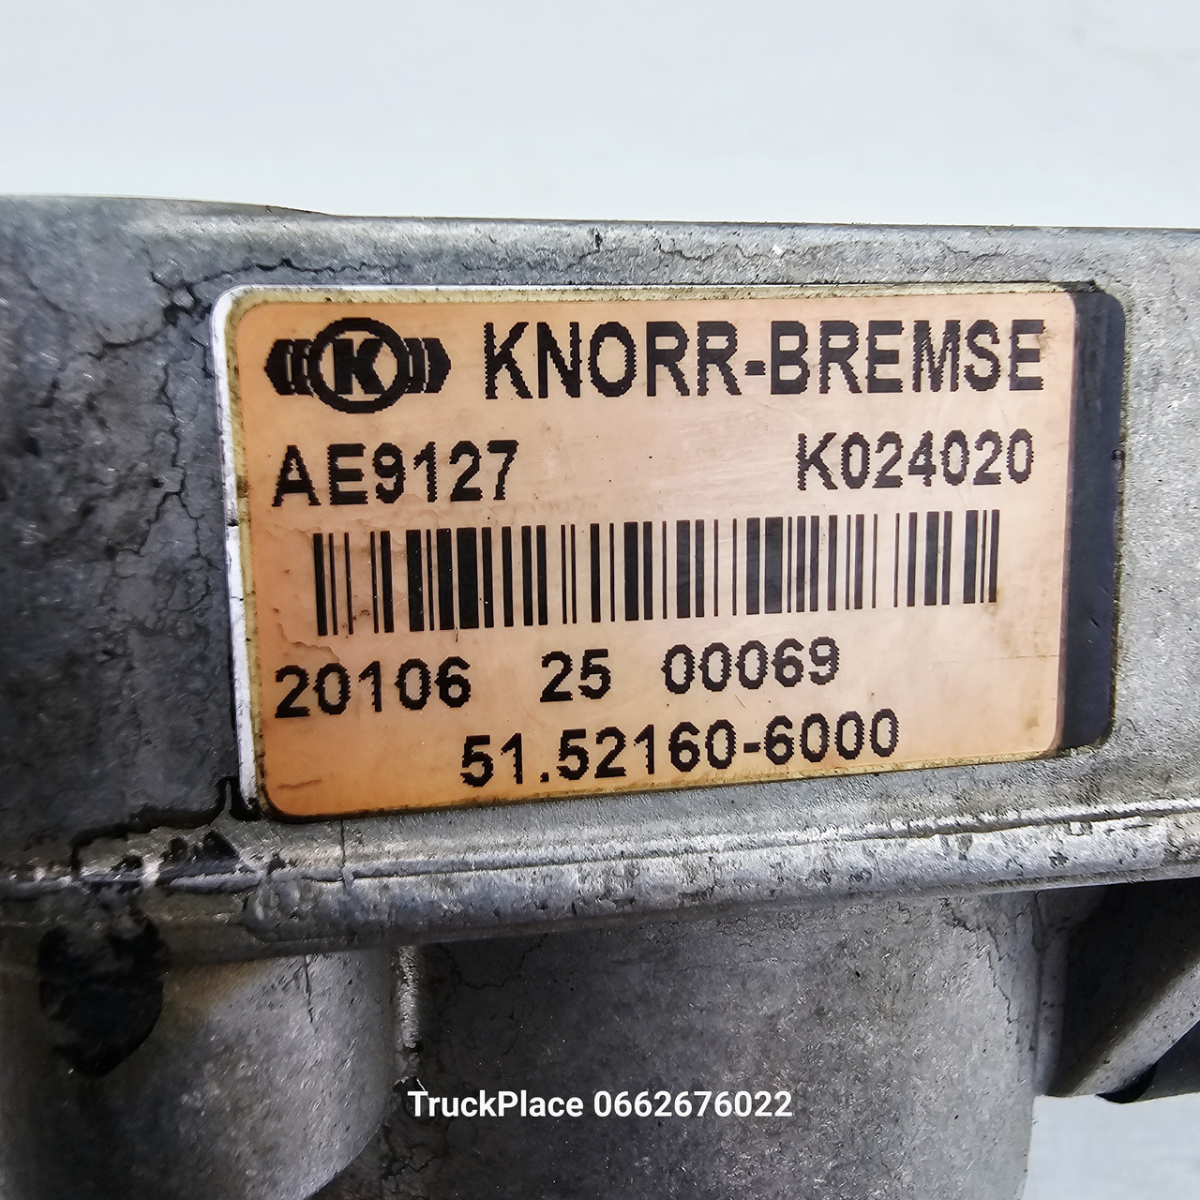 K KNORR-BREMSE
AE9127 K024020
20106 25 00069
51.52160-6000
TruckPlace 0662676022